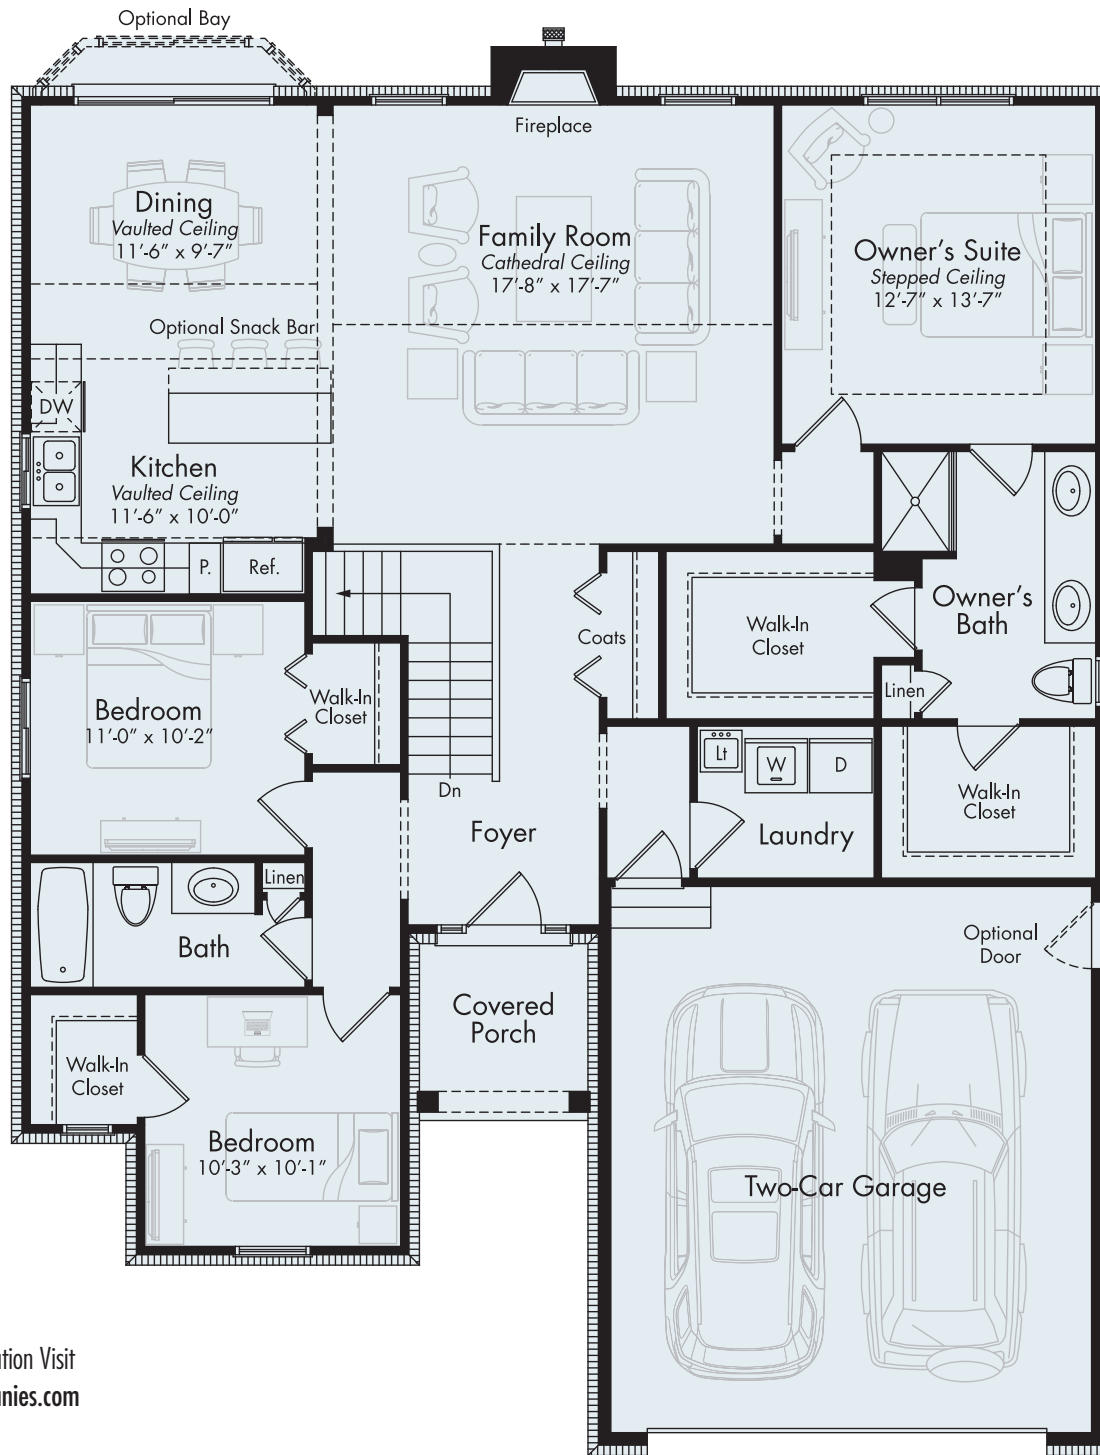 Optional Bay
Fireplace
Dining
Vaulted Ceiling
11'-6" x 9'-7"
Family Room
Cathedral Ceiling
17'-8" x 17'-7"
Owner's Suite
Stepped Ceiling
12'-7" x 13'-7"
Optional Snack Bar
DW
Kitchen
Vaulted Ceiling
11'-6" x 10'-0"
P.
Ref.
Coats
Walk-In
Closet
Owner's
Bath
Linen
Bedroom
11'-0" x 10'-2"
Walk-In
Closet
Dn
Lt
W
D
Walk-In
Closet
Foyer
Laundry
Linen
Bath
Optional
Door
Covered
Porch
Walk-In
Closet
Bedroom
10'-3" x 10'-1"
Two-Car Garage
Visit